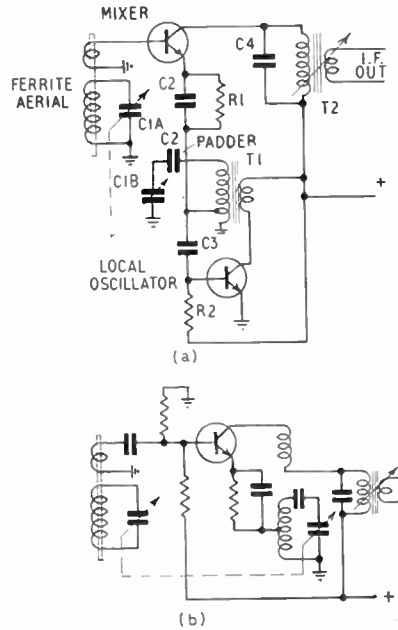 MIXER
C4
I.F. OUT
C2
R1
FERRITE AERIAL
C1A
T2
C2
PADDER
T1
C1B
+
C3
LOCAL OSCILLATOR
R2
(a)
+
(b)